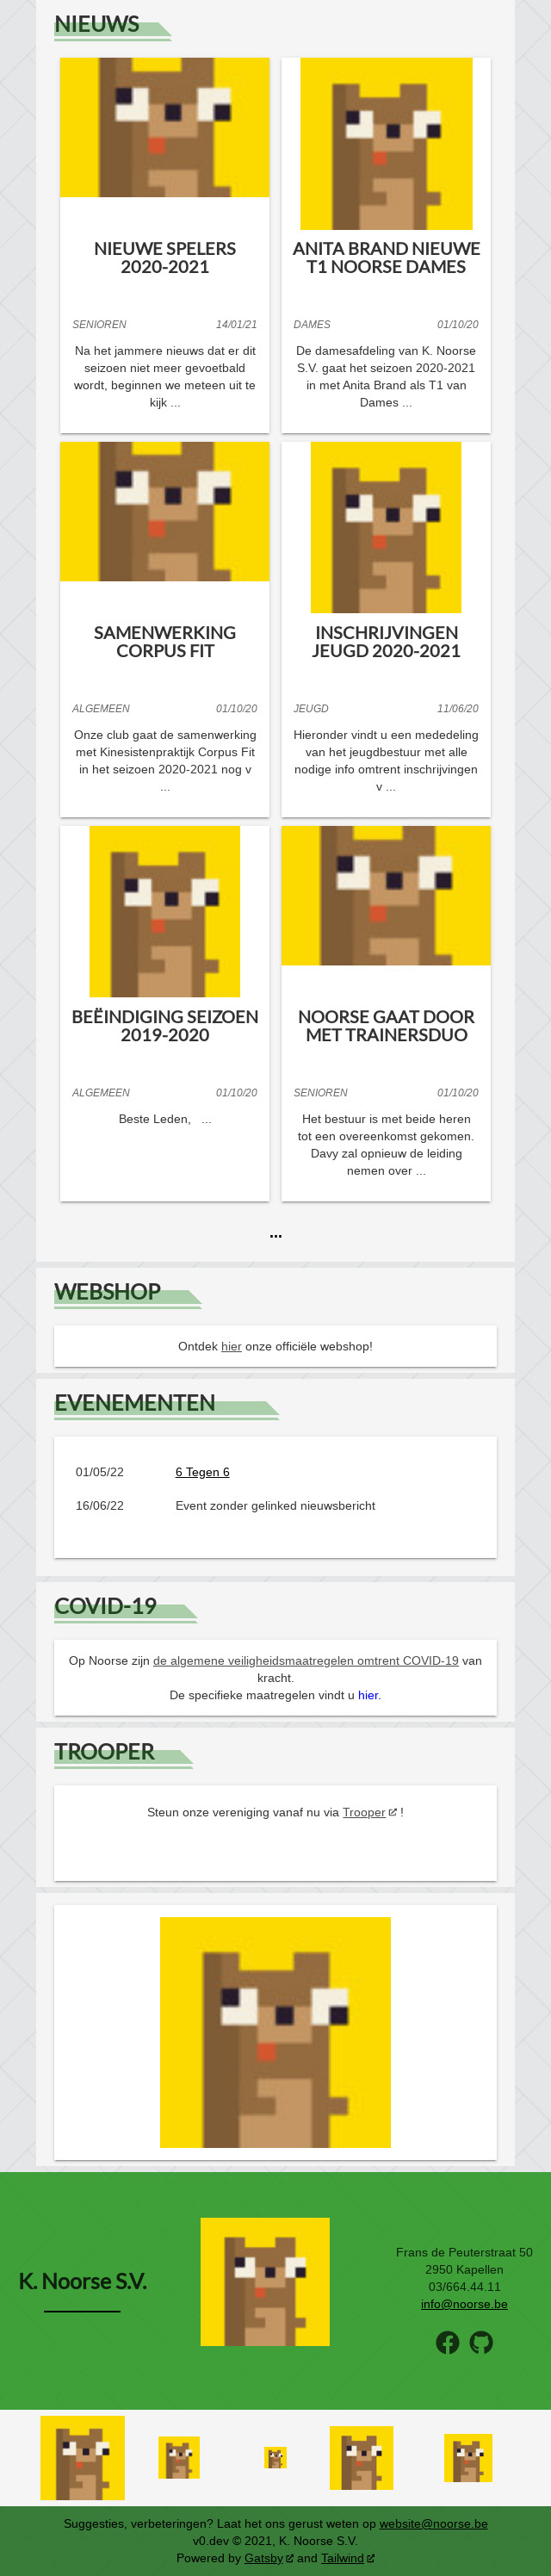 NIEUWS
NIEUWE SPELERS
2020-2021
SENIOREN 14/01/21
Na het jammere nieuws dat er dit
seizoen niet meer gevoetbald
wordt, beginnen we meteen uit te
kijk ...
ANITA BRAND NIEUWE
T1 NOORSE DAMES
DAMES 01/10/20
De damesafdeling van K. Noorse
S.V. gaat het seizoen 2020-2021
in met Anita Brand als T1 van
Dames ...
SAMENWERKING
CORPUS FIT
ALGEMEEN 01/10/20
Onze club gaat de samenwerking
met Kinesistenpraktijk Corpus Fit
in het seizoen 2020-2021 nog v
...
INSCHRIJVINGEN
JEUGD 2020-2021
JEUGD 11/06/20
Hieronder vindt u een mededeling
van het jeugdbestuur met alle
nodige info omtrent inschrijvingen
v ...
BEËINDIGING SEIZOEN
2019-2020
ALGEMEEN 01/10/20
Beste Leden, ...
NOORSE GAAT DOOR
MET TRAINERSDUO
SENIOREN 01/10/20
Het bestuur is met beide heren
tot een overeenkomst gekomen.
Davy zal opnieuw de leiding
nemen over ...
...
WEBSHOP
Ontdek hier onze officiële webshop!
EVENEMENTEN
01/05/22 6 Tegen 6
16/06/22 Event zonder gelinked nieuwsbericht
COVID-19
Op Noorse zijn de algemene veiligheidsmaatregelen omtrent COVID-19 van
kracht.
De specifieke maatregelen vindt u hier.
TROOPER
Steun onze vereniging vanaf nu via Trooper !
K. Noorse S.V.
Frans de Peuterstraat 50
2950 Kapellen
03/664.44.11
info@noorse.be
Suggesties, verbeteringen? Laat het ons gerust weten op website@noorse.be
v0.dev © 2021, K. Noorse S.V.
Powered by Gatsby and Tailwind